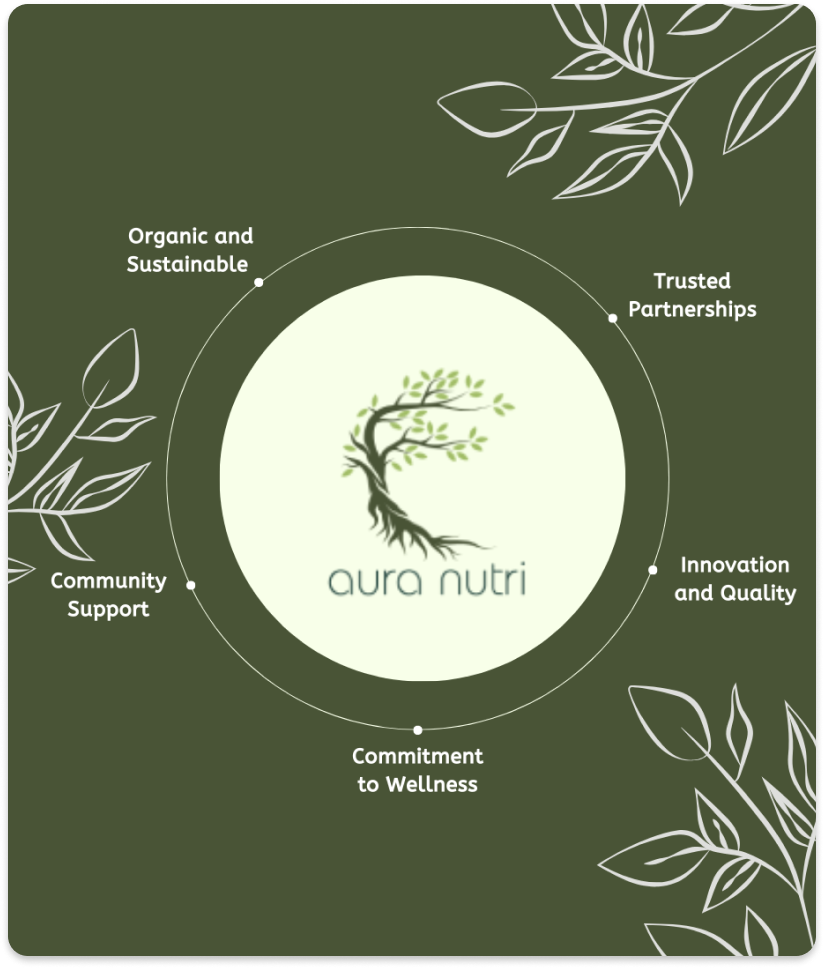 Organic and
Sustainable
Trusted
Partnerships
aura nutri
Innovation
and Quality
Community
Support
Commitment
to Wellness